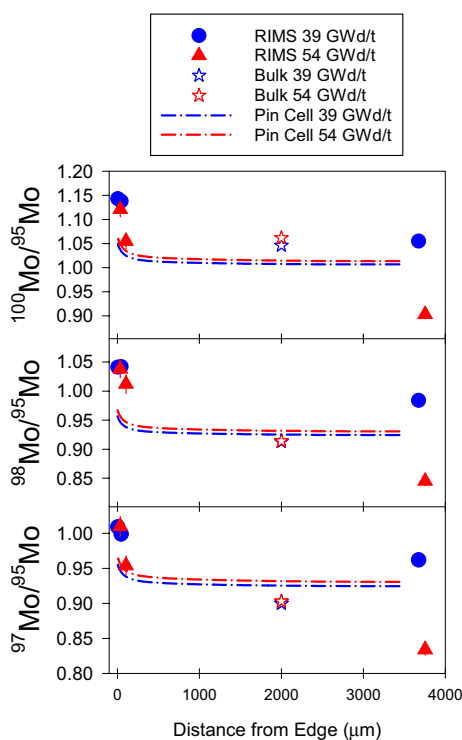 RIMS 39 GWd/t
RIMS 54 GWd/t
Bulk 39 GWd/t
Bulk 54 GWd/t
Pin Cell 39 GWd/t
Pin Cell 54 GWd/t
¹⁰⁰Mo/⁹⁵Mo
1.20
1.15
1.10
1.05
1.00
0.95
0.90
⁹⁸Mo/⁹⁵Mo
1.05
1.00
0.95
0.90
0.85
⁹⁷Mo/⁹⁵Mo
1.00
0.95
0.90
0.85
0.80
0 1000 2000 3000 4000
Distance from Edge (μm)